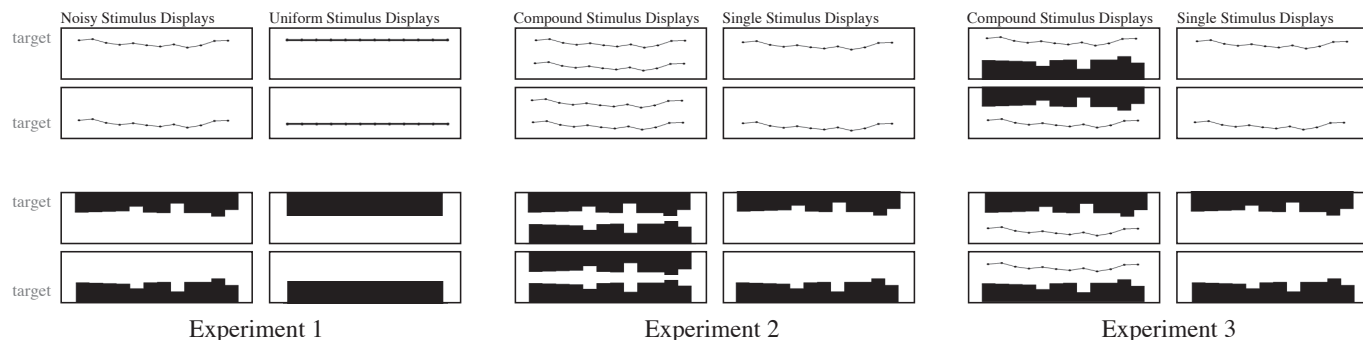 Noisy Stimulus Displays Uniform Stimulus Displays Compound Stimulus Displays Single Stimulus Displays Compound Stimulus Displays Single Stimulus Displays
target
target
target
target
Experiment 1 Experiment 2 Experiment 3